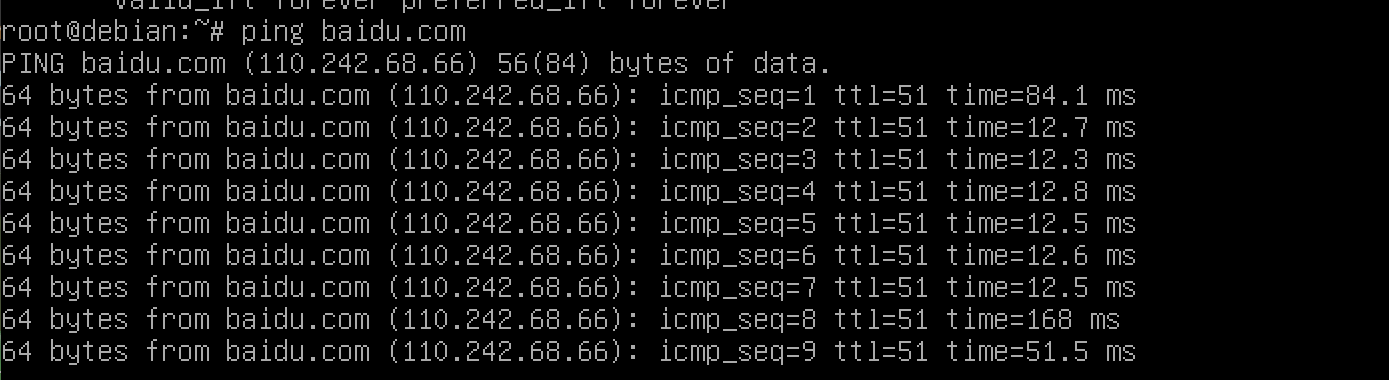 valid_lft forever preferred_lft forever
root@debian:~# ping baidu.com
PING baidu.com (110.242.68.66) 56(84) bytes of data.
64 bytes from baidu.com (110.242.68.66): icmp_seq=1 ttl=51 time=84.1 ms
64 bytes from baidu.com (110.242.68.66): icmp_seq=2 ttl=51 time=12.7 ms
64 bytes from baidu.com (110.242.68.66): icmp_seq=3 ttl=51 time=12.3 ms
64 bytes from baidu.com (110.242.68.66): icmp_seq=4 ttl=51 time=12.8 ms
64 bytes from baidu.com (110.242.68.66): icmp_seq=5 ttl=51 time=12.5 ms
64 bytes from baidu.com (110.242.68.66): icmp_seq=6 ttl=51 time=12.6 ms
64 bytes from baidu.com (110.242.68.66): icmp_seq=7 ttl=51 time=12.5 ms
64 bytes from baidu.com (110.242.68.66): icmp_seq=8 ttl=51 time=168 ms
64 bytes from baidu.com (110.242.68.66): icmp_seq=9 ttl=51 time=51.5 ms